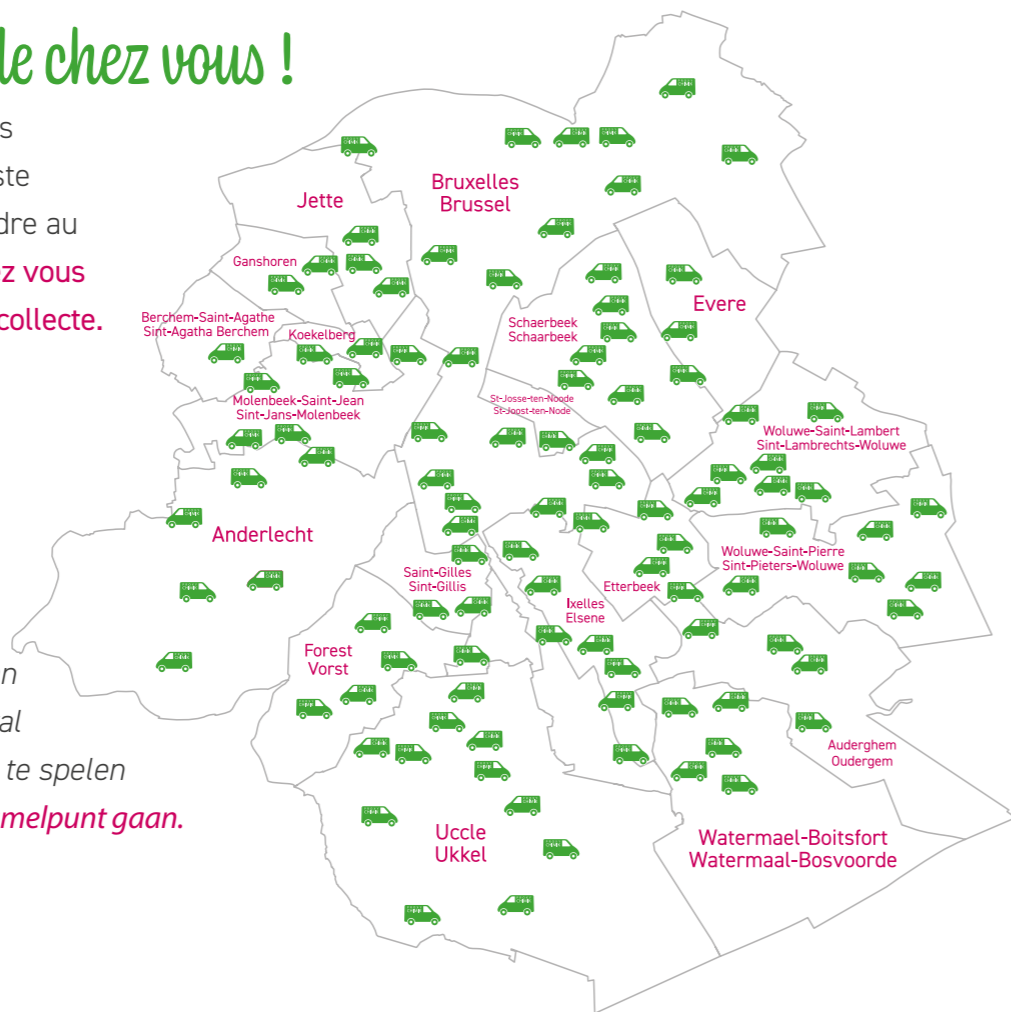 le chez vous !
s
ste
dre au
ez vous
collecte.
n
al
te spelen
melpunt gaan.
Bruxelles
Brussel
Jette
Ganshoren
Evere
Berchem-Saint-Agathe
Sint-Agatha Berchem
Koekelberg
Schaerbeek
Schaarbeek
Molenbeek-Saint-Jean
Sint-Jans-Molenbeek
St-Josse-ten-Noode
St-Joost-ten-Node
Woluwe-Saint-Lambert
Sint-Lambrechts-Woluwe
Anderlecht
Woluwe-Saint-Pierre
Sint-Pieters-Woluwe
Saint-Gilles
Sint-Gillis
Etterbeek
Ixelles
Elsene
Forest
Vorst
Auderghem
Oudergem
Uccle
Ukkel
Watermael-Boitsfort
Watermaal-Bosvoorde